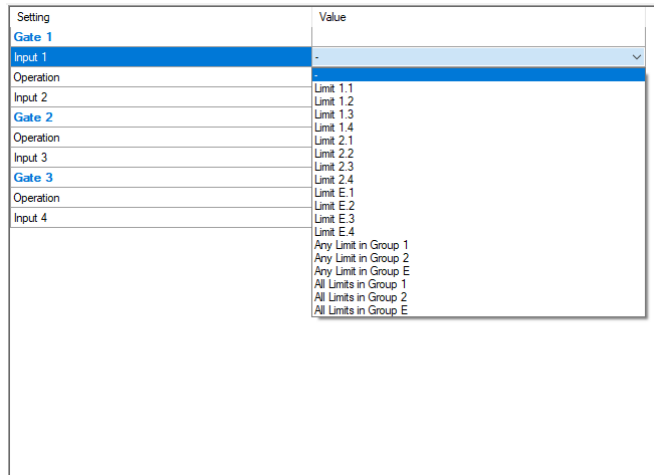 Setting Value
Gate 1
Input 1 -
Operation -
Input 2 Limit 1.1
Limit 1.2
Gate 2 Limit 1.3
Limit 1.4
Operation Limit 2.1
Limit 2.2
Input 3 Limit 2.3
Gate 3 Limit 2.4
Limit E.1
Operation Limit E.2
Limit E.3
Input 4 Limit E.4
Any Limit in Group 1
Any Limit in Group 2
Any Limit in Group E
All Limits in Group 1
All Limits in Group 2
All Limits in Group E